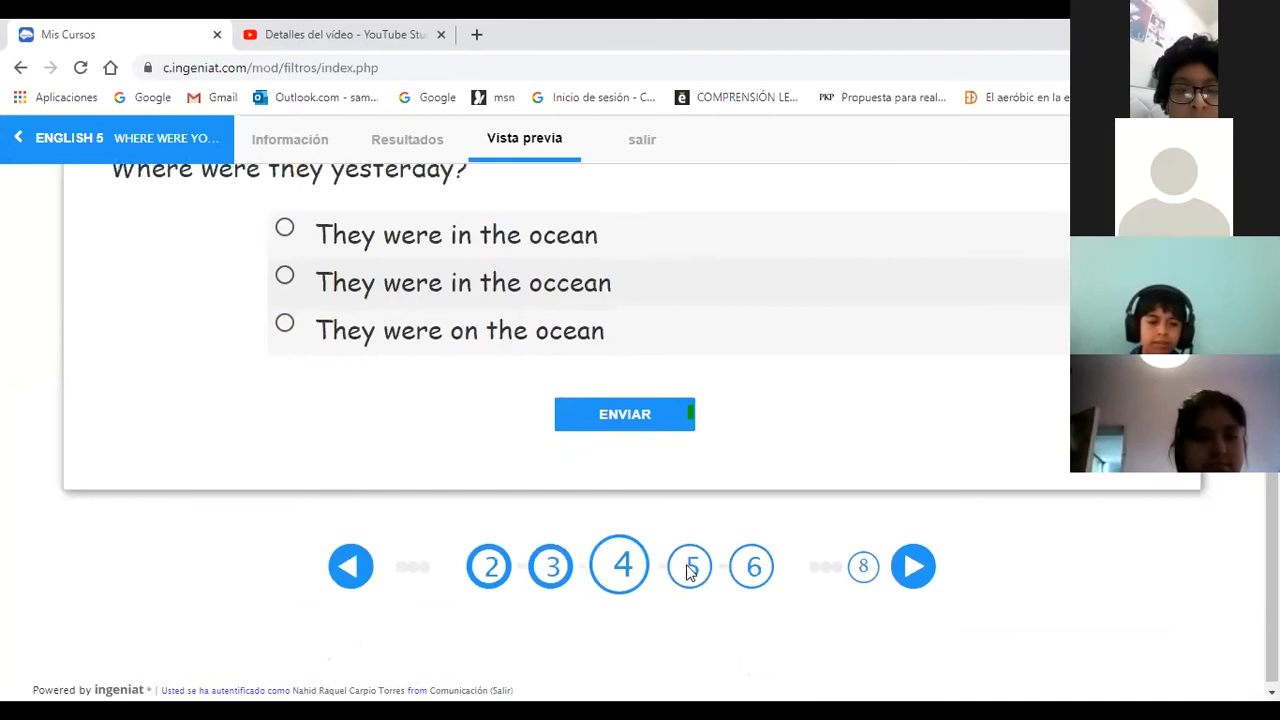 Mis Cursos
Detalles del vídeo - YouTube Stu
c.ingeniat.com/mod/filtros/index.php
Aplicaciones Google Gmail Outlook.com - sam... Google msn Inicio de sesión - C... COMPRENSIÓN LE... PKP Propuesta para real... El aeróbic en la e
ENGLISH 5 WHERE WERE YO... Información Resultados Vista previa salir
Where were they yesterday?
They were in the ocean
They were in the occean
They were on the ocean
ENVIAR
2 3 4 5 6 8
Powered by ingeniat ® | Usted se ha autentificado como Nahid Raquel Carpio Torres from Comunicación (Salir)